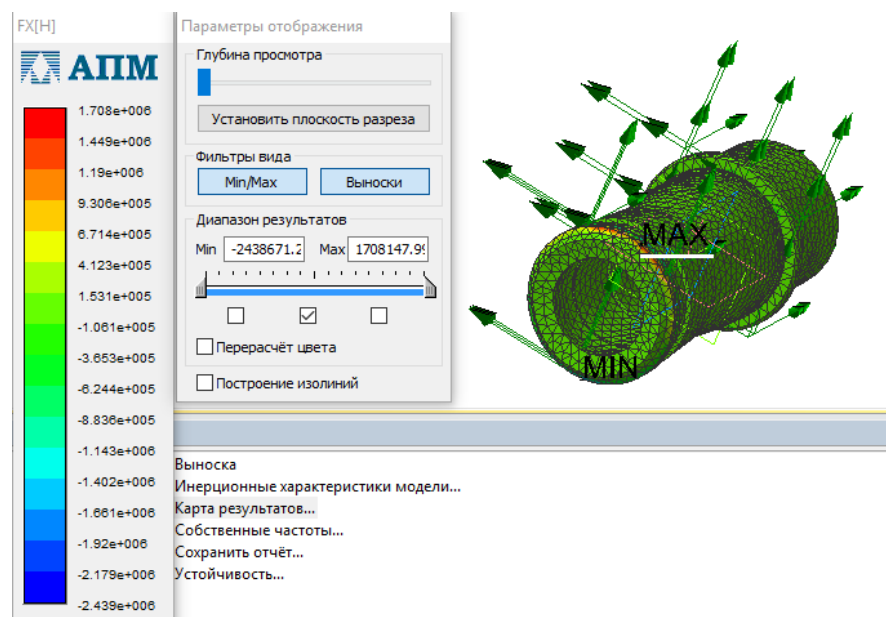 FX[H]
АПМ
1.708e+006
1.449e+006
1.19e+006
9.306e+005
6.714e+005
4.123e+005
1.531e+005
-1.061e+005
-3.653e+005
-6.244e+005
-8.836e+005
-1.143e+006
-1.402e+006
-1.661e+006
-1.92e+006
-2.179e+006
-2.439e+006
Параметры отображения
Глубина просмотра
Установить плоскость разреза
Фильтры вида
Min/Max Выноски
Диапазон результатов
Min -2438671.2 Max 1708147.99
Перерасчёт цвета
Построение изолиний
MAX
MIN
Выноска
Инерционные характеристики модели...
Карта результатов...
Собственные частоты...
Сохранить отчёт...
Устойчивость...